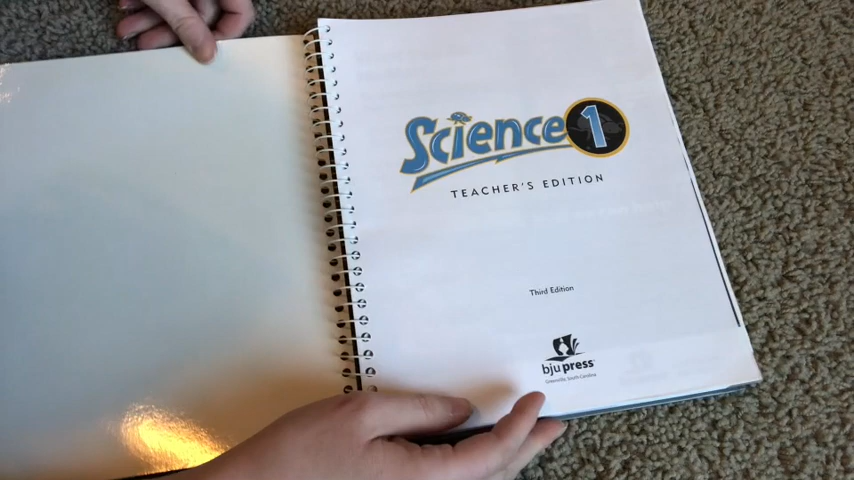 Science 1
TEACHER'S EDITION
Third Edition
bju press
Greenville, South Carolina